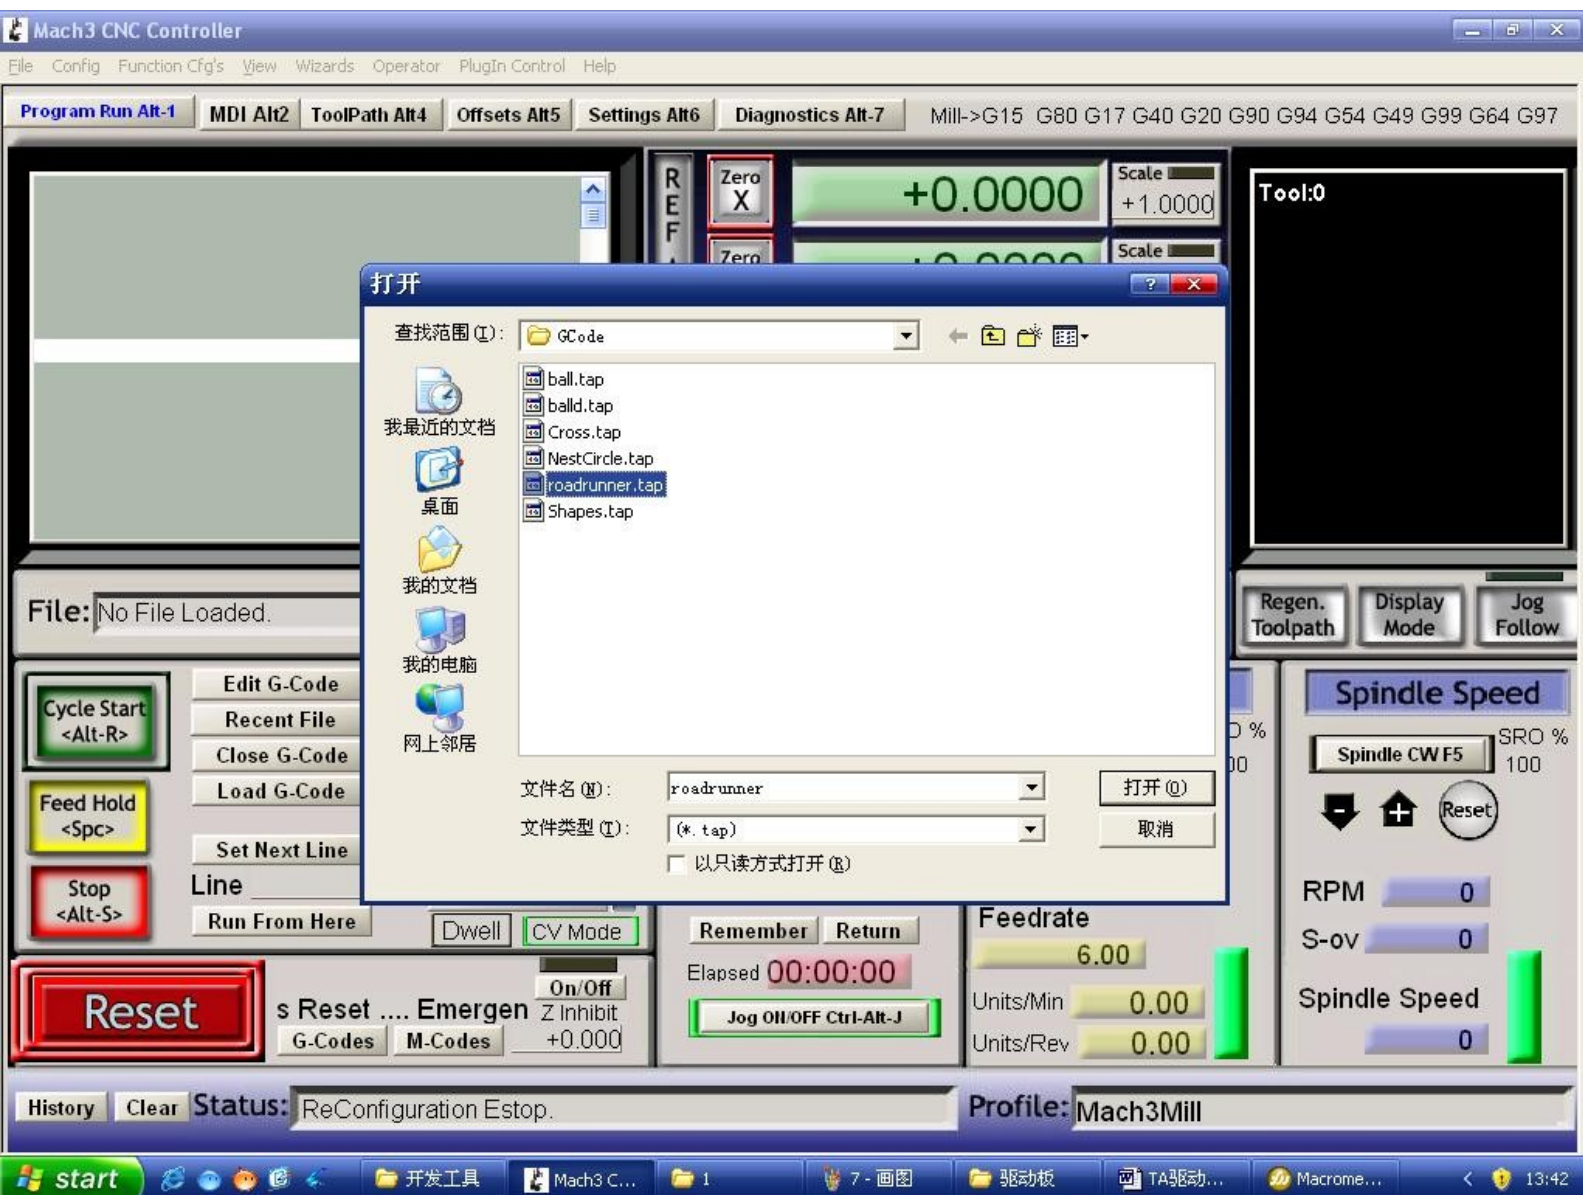 Mach3 CNC Controller
File Config Function Cfg's View Wizards Operator PlugIn Control Help
Program Run Alt-1 MDI Alt2 ToolPath Alt4 Offsets Alt5 Settings Alt6 Diagnostics Alt-7 Mill->G15 G80 G17 G40 G20 G90 G94 G54 G49 G99 G64 G97
REF
Zero X
+0.0000
Scale
+1.0000
Zero
Scale
Tool:0
打开
查找范围(I):
GCode
我最近的文档
桌面
我的文档
我的电脑
网上邻居
ball.tap
balld.tap
Cross.tap
NestCircle.tap
roadrunner.tap
Shapes.tap
文件名(N):
roadrunner
打开(O)
文件类型(T):
(*.tap)
取消
以只读方式打开(R)
File: No File Loaded.
Regen. Toolpath
Display Mode
Jog Follow
Cycle Start
<Alt-R>
Feed Hold
<Spc>
Stop
<Alt-S>
Edit G-Code
Recent File
Close G-Code
Load G-Code
Set Next Line
Line
Run From Here
Dwell CV Mode
Reset
s Reset .... Emergen
G-Codes M-Codes
On/Off
Z Inhibit
+0.000
Remember Return
Elapsed 00:00:00
Jog ON/OFF Ctrl-Alt-J
Feedrate
6.00
Units/Min 0.00
Units/Rev 0.00
Spindle Speed
Spindle CW F5
SRO %
100
Reset
RPM 0
S-ov 0
Spindle Speed
0
History Clear Status: ReConfiguration Estop. Profile: Mach3Mill
start 开发工具 Mach3 C... 1 7 - 画图 驱动板 TA驱动... Macrome... 13:42